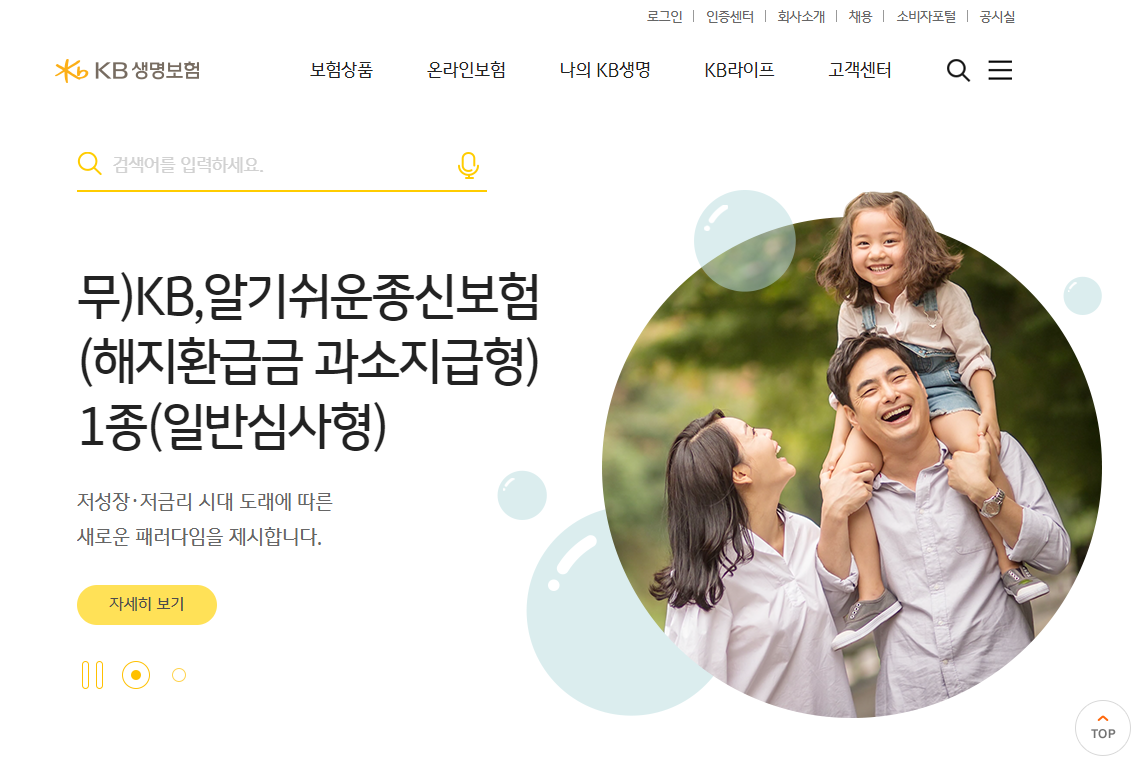 로그인 인증센터 회사소개 채용 소비자포털 공시실
KB 생명보험
보험상품 온라인보험 나의 KB생명 KB라이프 고객센터
검색어를 입력하세요.
무)KB,알기쉬운종신보험
(해지환급금 과소지급형)
1종(일반심사형)
저성장·저금리 시대 도래에 따른
새로운 패러다임을 제시합니다.
자세히 보기
TOP